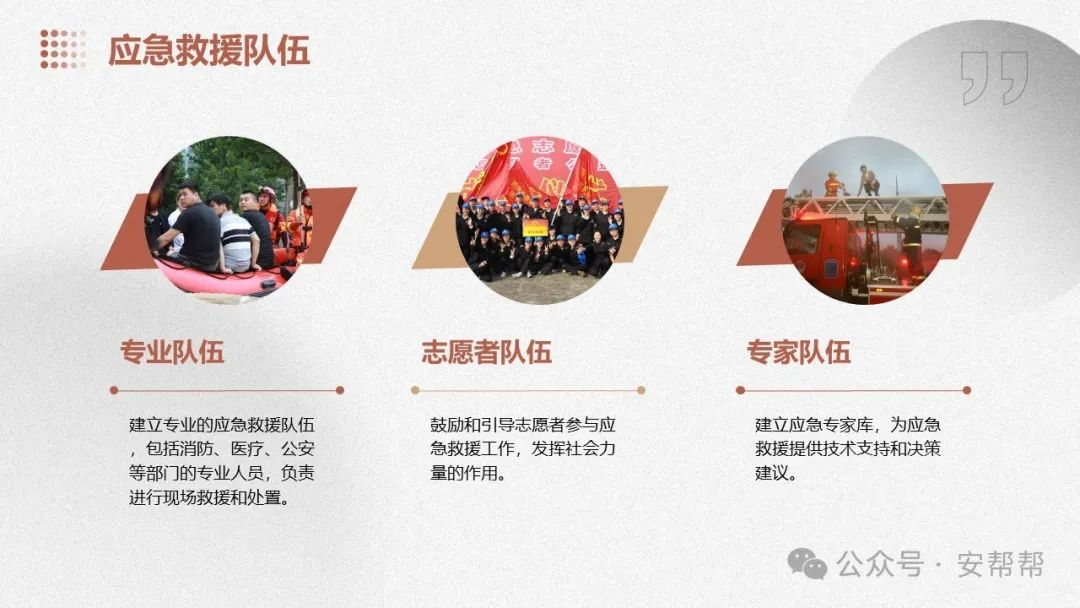 应急救援队伍
专业队伍
建立专业的应急救援队伍
，包括消防、医疗、公安
等部门的专业人员，负责
进行现场救援和处置。
志愿者队伍
鼓励和引导志愿者参与应
急救援工作，发挥社会力
量的作用。
专家队伍
建立应急专家库，为应急
救援提供技术支持和决策
建议。
公众号·安帮帮